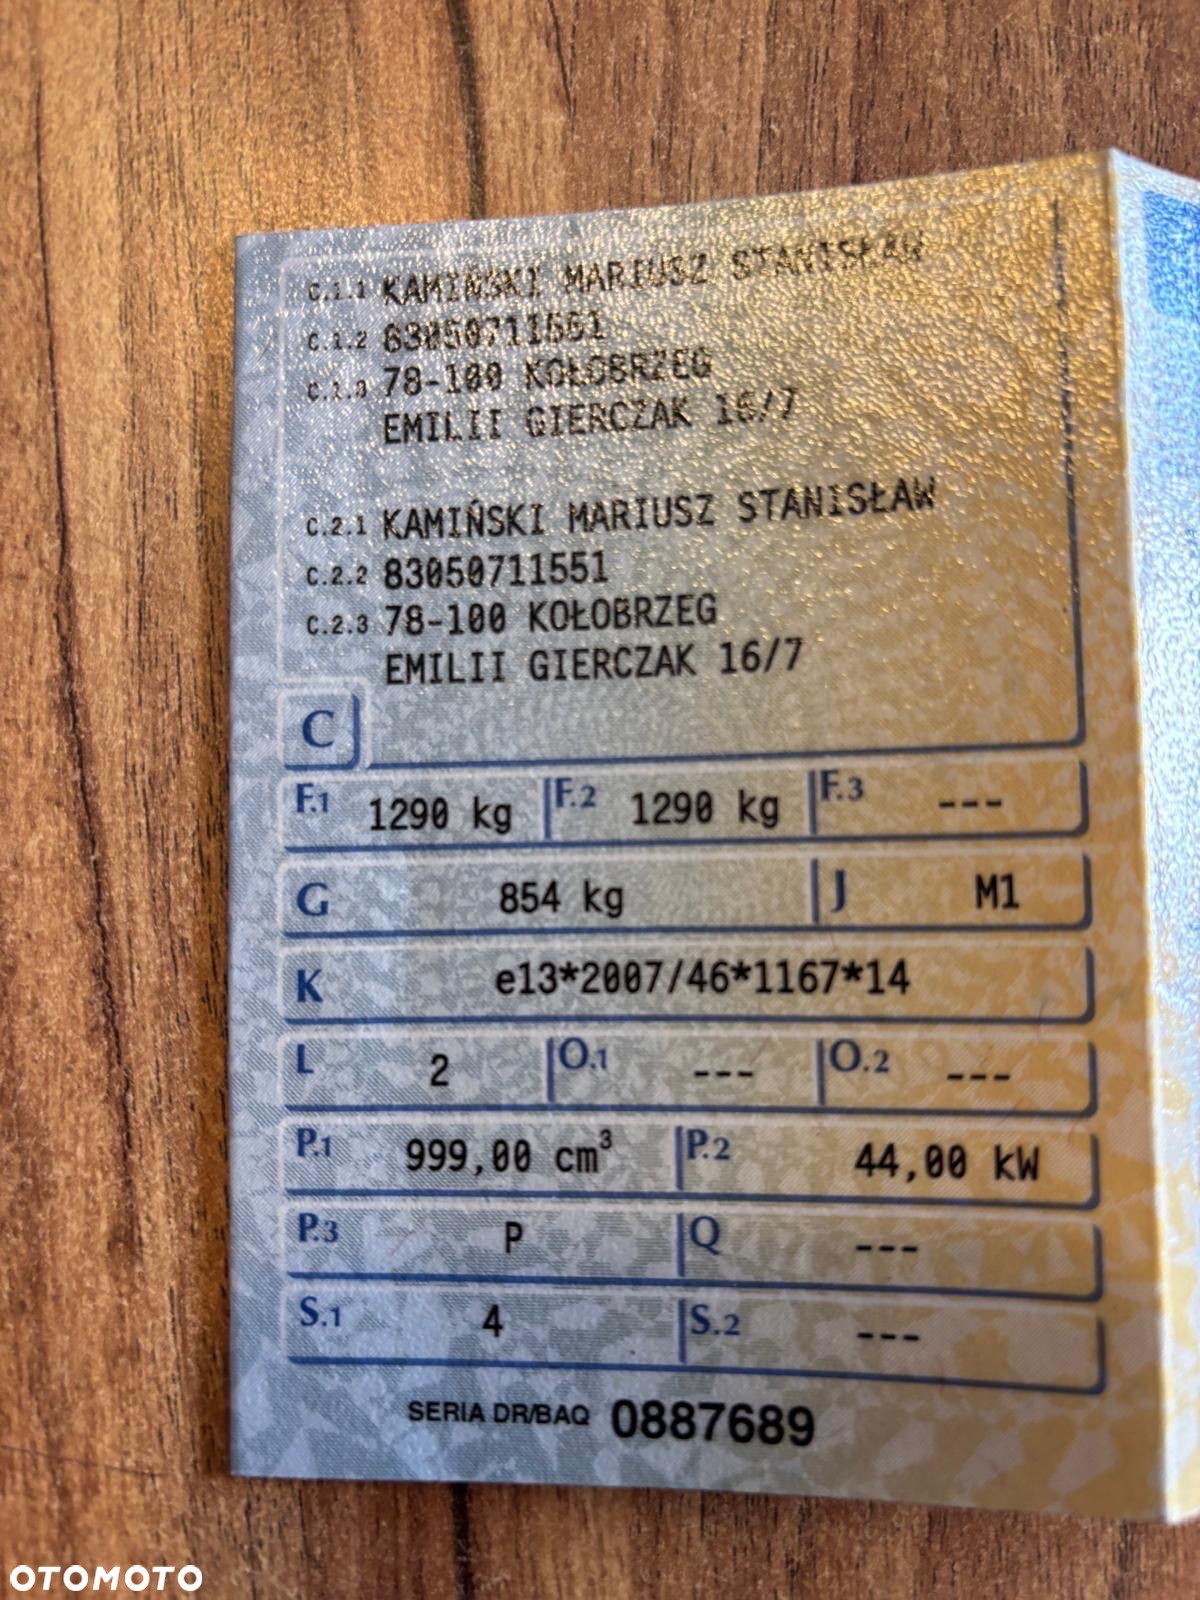 C.1.1 KAMIŃSKI MARIUSZ STANISŁAW
C.1.2 83050711551
C.1.3 78-100 KOŁOBRZEG
EMILII GIERCZAK 16/7
C.2.1 KAMIŃSKI MARIUSZ STANISŁAW
C.2.2 83050711551
C.2.3 78-100 KOŁOBRZEG
EMILII GIERCZAK 16/7
C
F.1 1290 kg F.2 1290 kg F.3 ---
G 854 kg J M1
K e13*2007/46*1167*14
L 2 O.1 --- O.2 ---
P.1 999,00 cm³ P.2 44,00 kW
P.3 P Q ---
S.1 4 S.2 ---
SERIA DR/BAQ 0887689
OTOMOTO